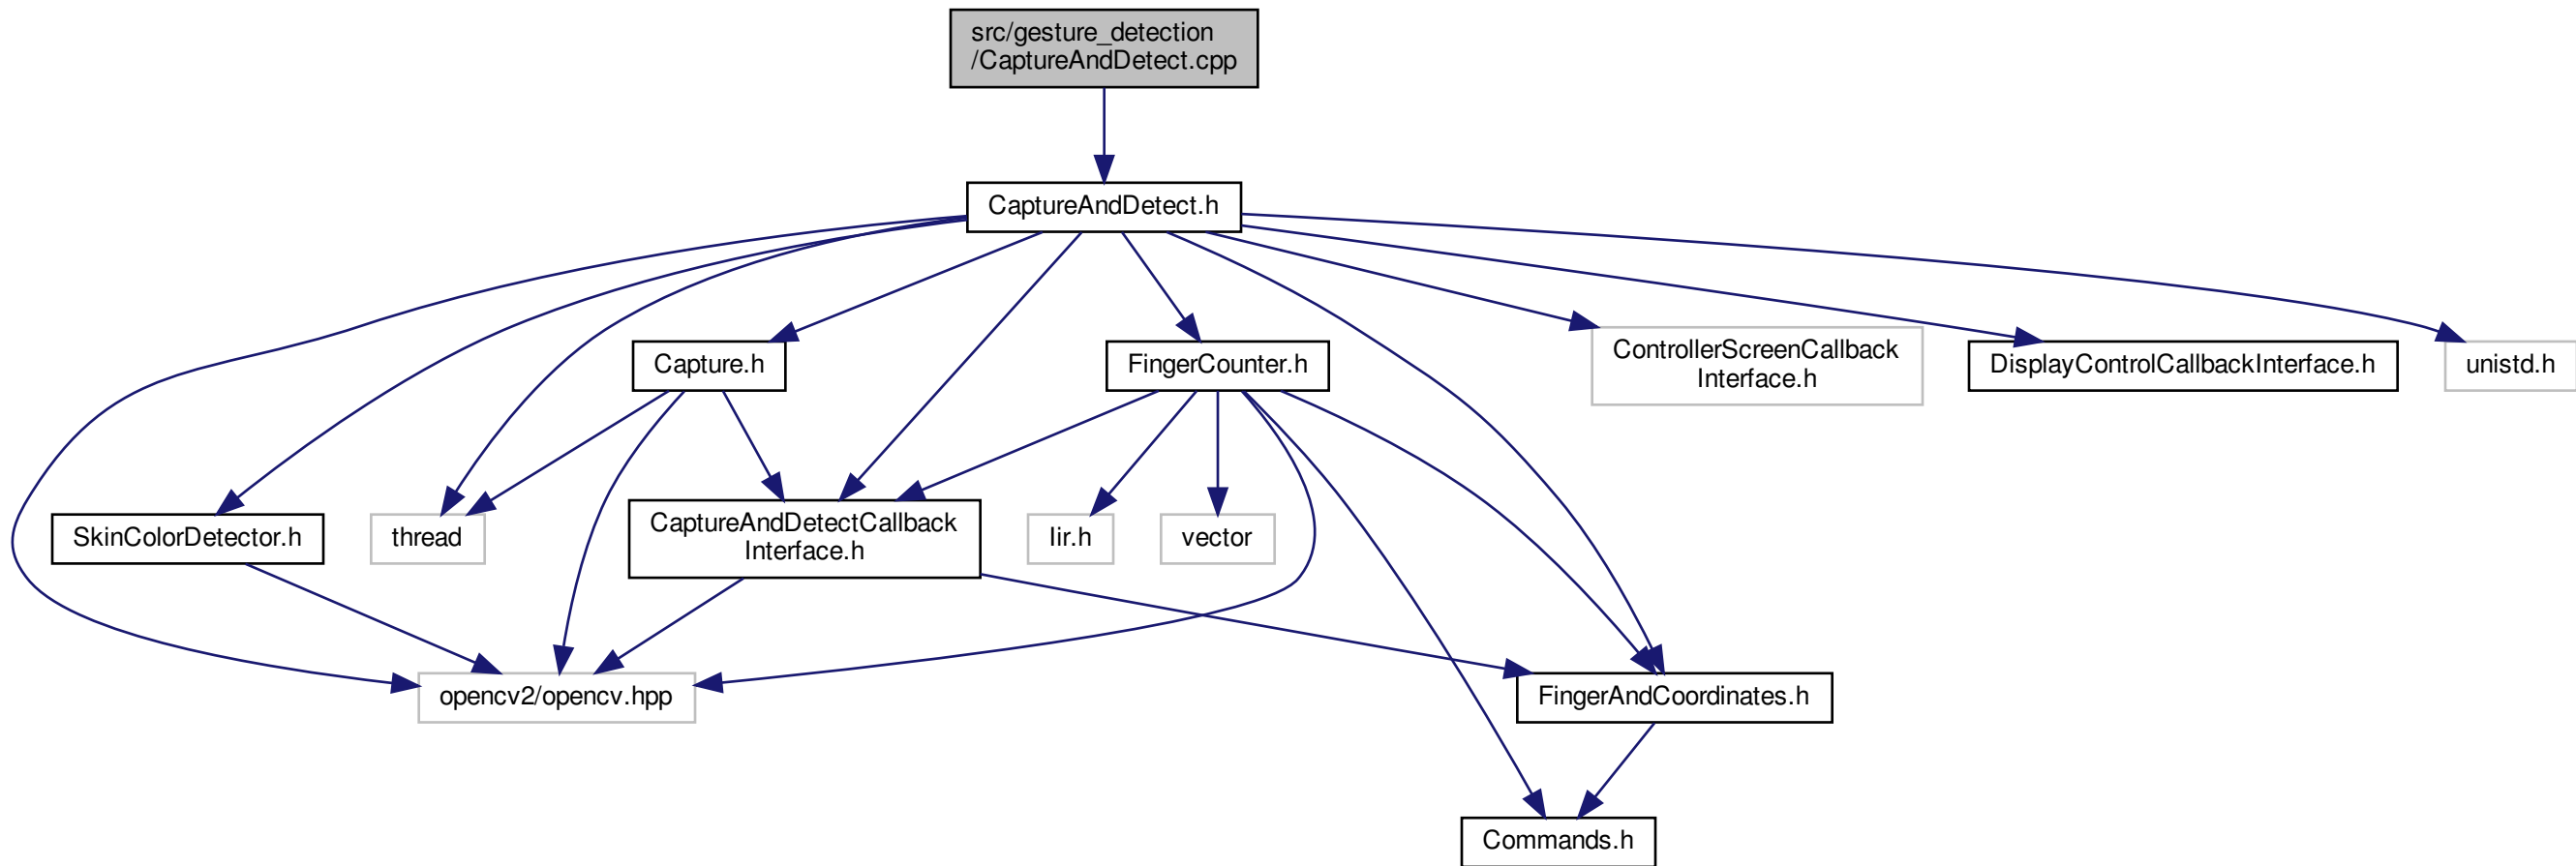 src/gesture_detection
/CaptureAndDetect.cpp
CaptureAndDetect.h
Capture.h
FingerCounter.h
ControllerScreenCallback
Interface.h
DisplayControlCallbackInterface.h
unistd.h
SkinColorDetector.h
thread
CaptureAndDetectCallback
Interface.h
Iir.h
vector
opencv2/opencv.hpp
FingerAndCoordinates.h
Commands.h